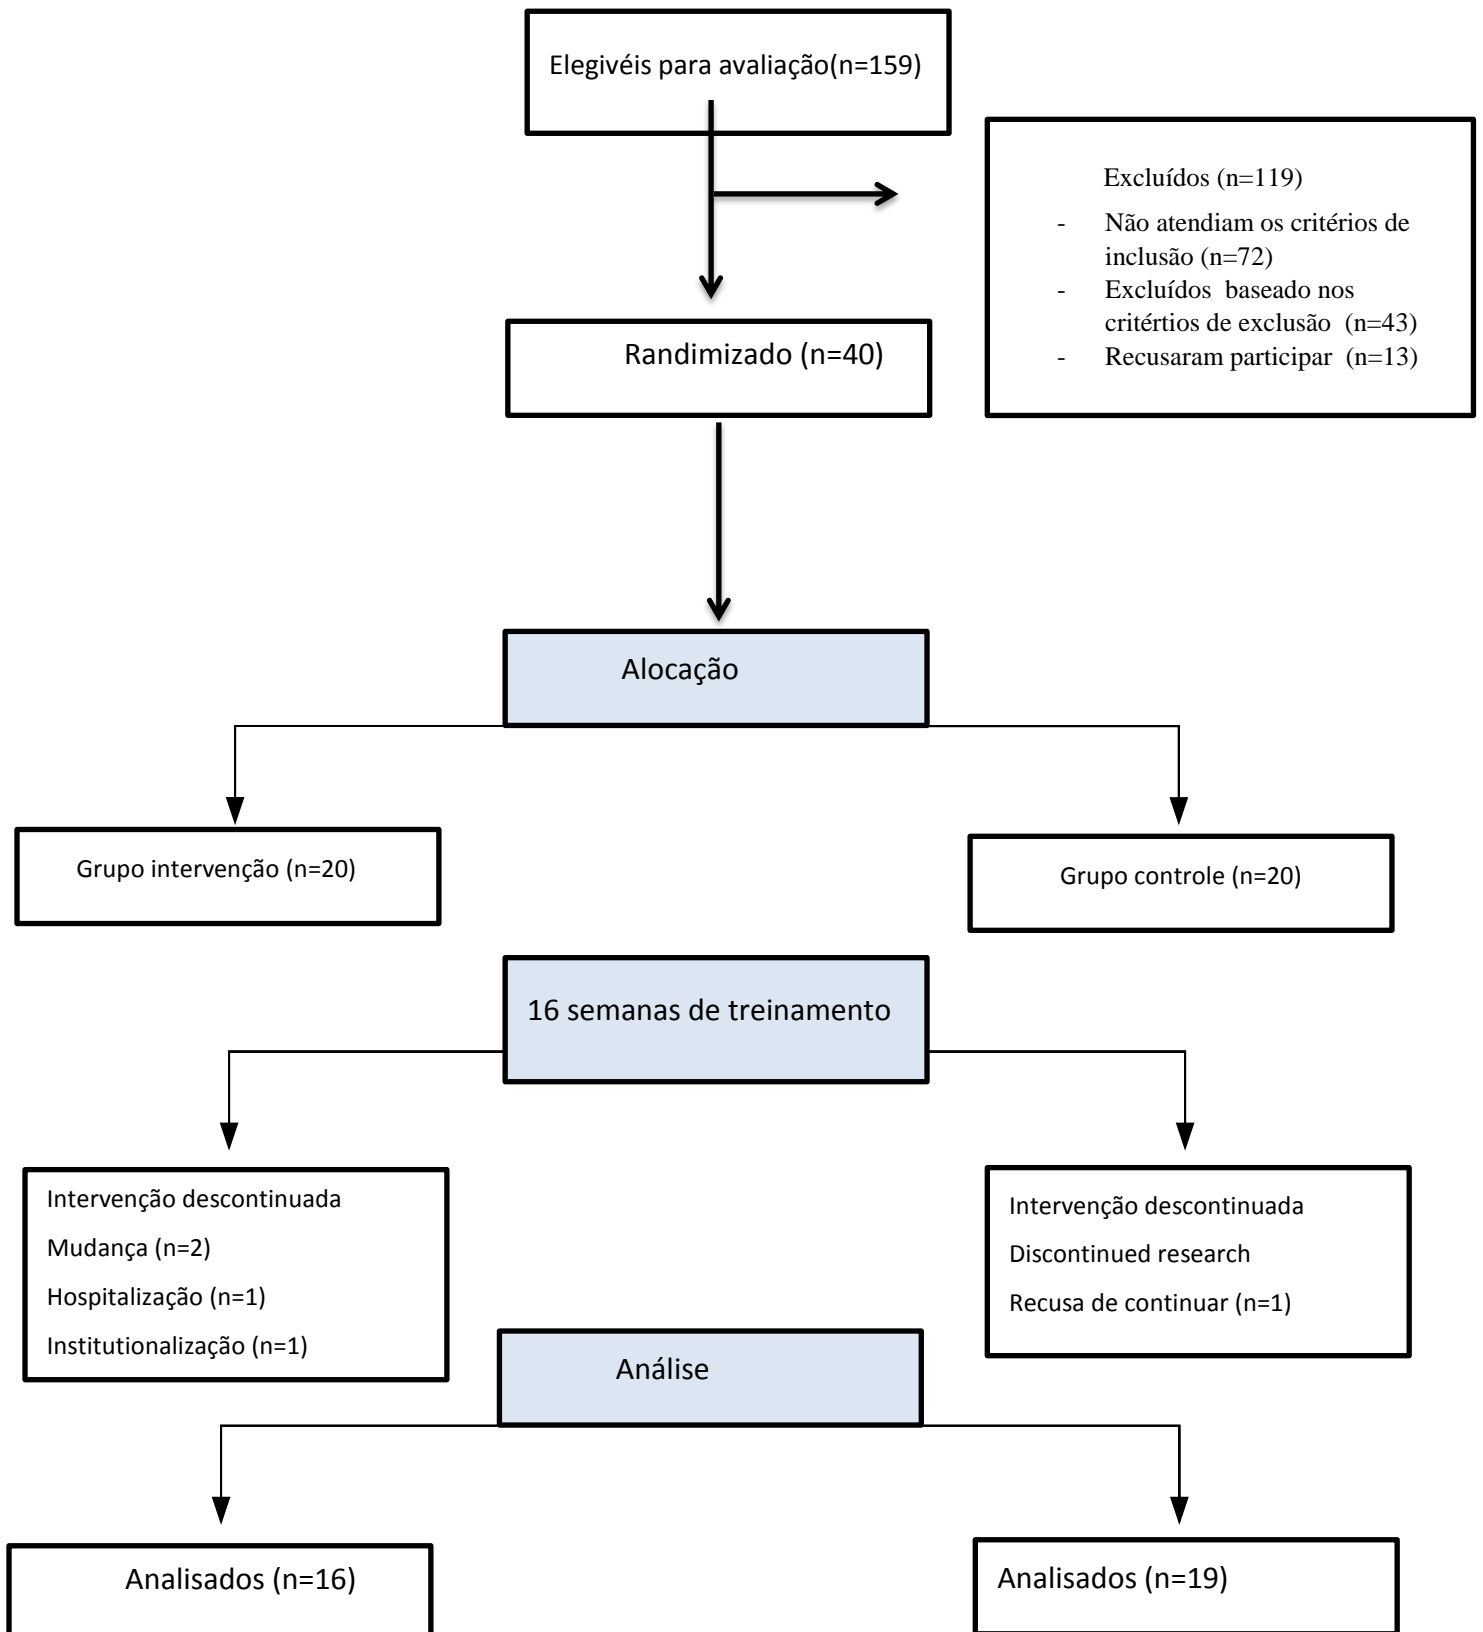 Elegivéis para avaliação(n=159)
Excluídos (n=119)
- Não atendiam os critérios de
inclusão (n=72)
- Excluídos baseado nos
critértios de exclusão (n=43)
- Recusaram participar (n=13)
Randimizado (n=40)
Alocação
Grupo intervenção (n=20)
Grupo controle (n=20)
16 semanas de treinamento
Intervenção descontinuada
Mudança (n=2)
Hospitalização (n=1)
Institutionalização (n=1)
Intervenção descontinuada
Discontinued research
Recusa de continuar (n=1)
Análise
Analisados (n=16)
Analisados (n=19)